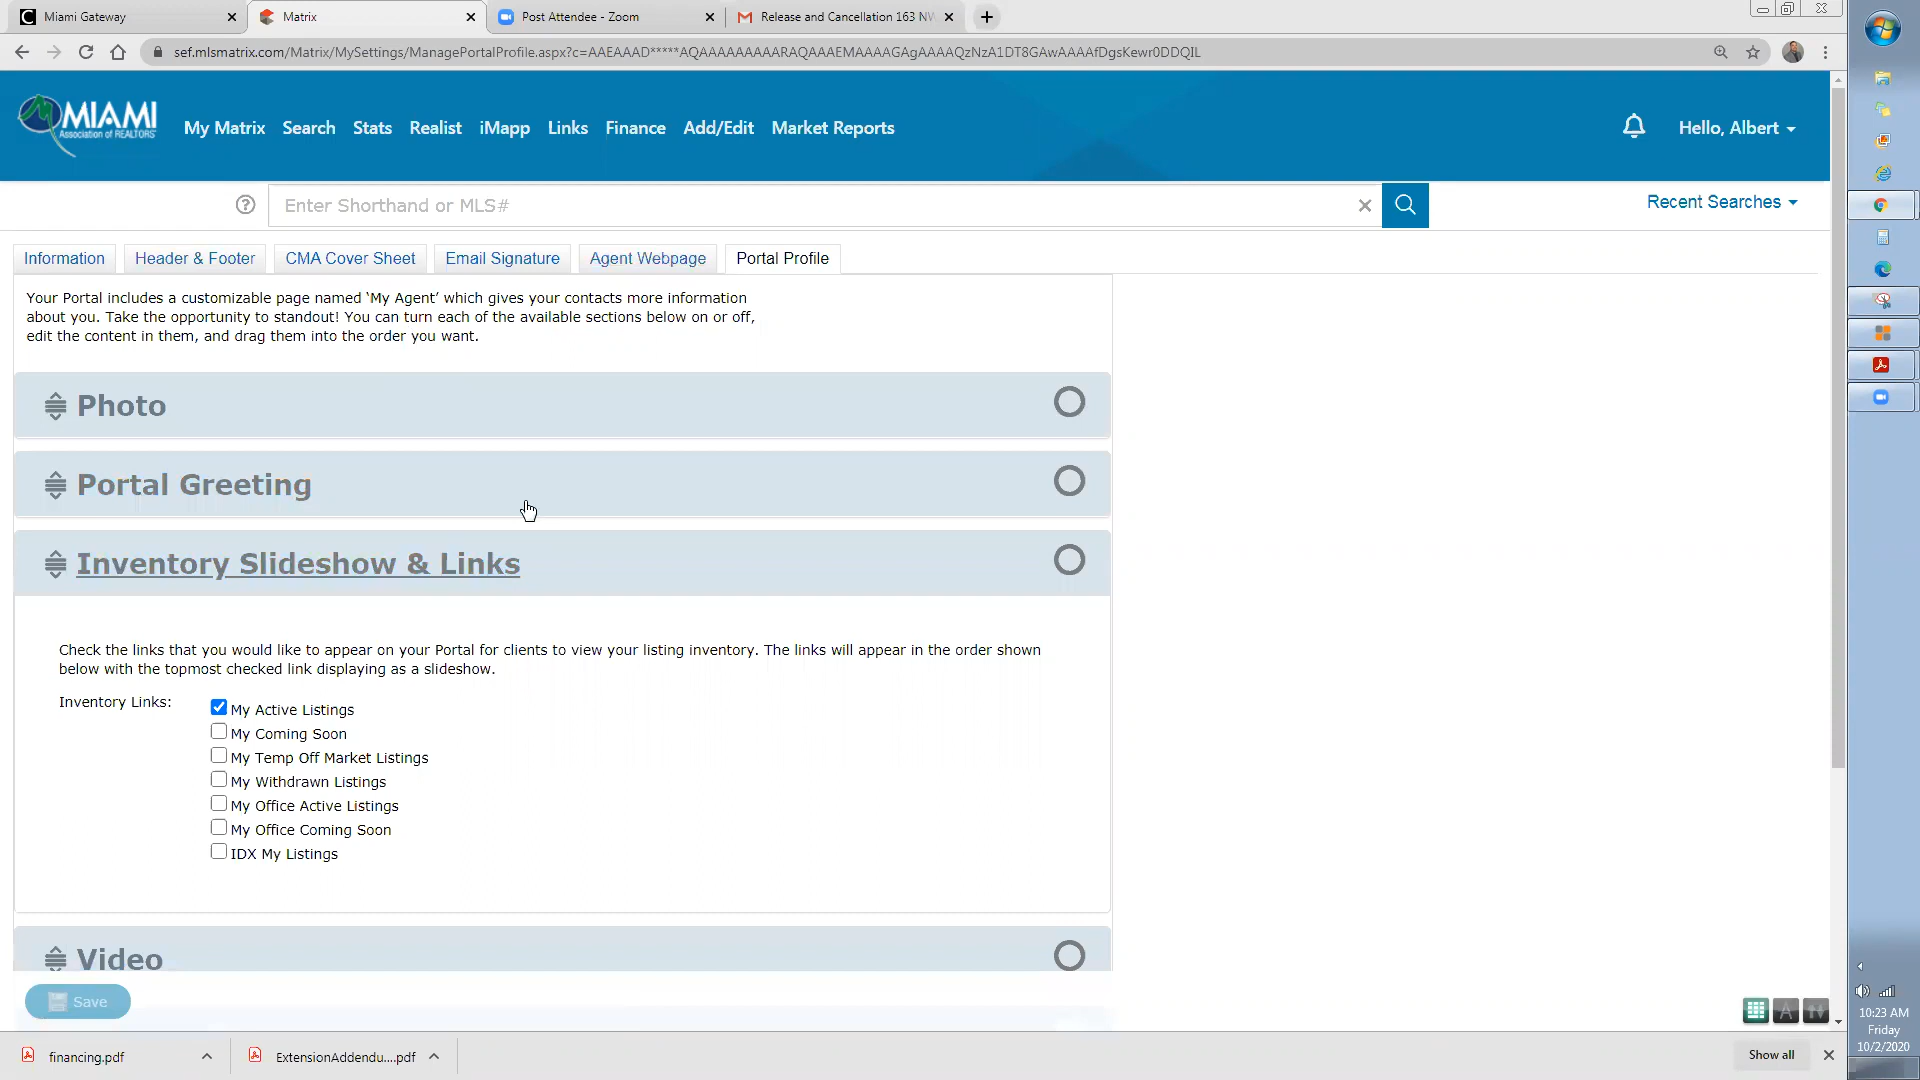 Miami Gateway
Matrix
Post Attendee - Zoom
Release and Cancellation 163 NW
sef.mlsmatrix.com/Matrix/MySettings/ManagePortalProfile.aspx?c=AAEAAAD*****AQAAAAAAAAARAQAAAEMAAAAGAgAAAAQzNzA1DT8GAwAAAAfDgsKewr0DDQIL
MIAMI
Association of REALTORS®
My Matrix
Search
Stats
Realist
iMapp
Links
Finance
Add/Edit
Market Reports
Hello, Albert
Enter Shorthand or MLS#
Recent Searches
Information
Header & Footer
CMA Cover Sheet
Email Signature
Agent Webpage
Portal Profile
Your Portal includes a customizable page named ‘My Agent’ which gives your contacts more information
about you. Take the opportunity to standout! You can turn each of the available sections below on or off,
edit the content in them, and drag them into the order you want.
Photo
Portal Greeting
Inventory Slideshow & Links
Check the links that you would like to appear on your Portal for clients to view your listing inventory. The links will appear in the order shown
below with the topmost checked link displaying as a slideshow.
Inventory Links:
My Active Listings
My Coming Soon
My Temp Off Market Listings
My Withdrawn Listings
My Office Active Listings
My Office Coming Soon
IDX My Listings
Video
Save
financing.pdf
ExtensionAddendu....pdf
Show all
10:23 AM
Friday
10/2/2020